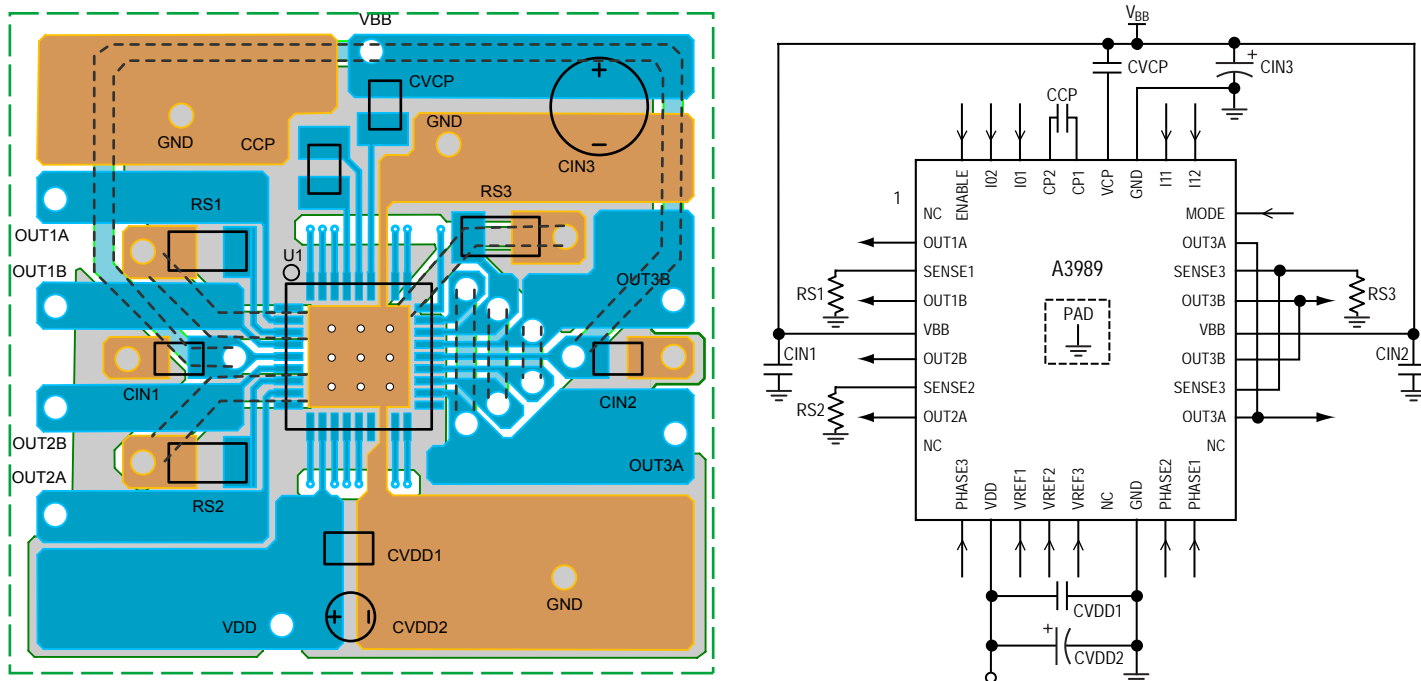 VBB
CVCP
GND
CCP
GND
CIN3
RS1
RS3
OUT1A
OUT1B
U1
OUT3B
CIN1
CIN2
OUT2B
OUT2A
OUT3A
RS2
CVDD1
GND
VDD
CVDD2
VBB
CVCP
+
CIN3
CCP
ENABLE
I02
I01
CP2
CP1
VCP
GND
I11
I12
1
NC
MODE
OUT1A
OUT3A
SENSE1
A3989
SENSE3
RS1
OUT1B
OUT3B
RS3
PAD
VBB
VBB
CIN1
OUT2B
OUT3B
CIN2
SENSE2
SENSE3
RS2
OUT2A
OUT3A
NC
NC
PHASE3
VDD
VREF1
VREF2
VREF3
NC
GND
PHASE2
PHASE1
CVDD1
+
CVDD2